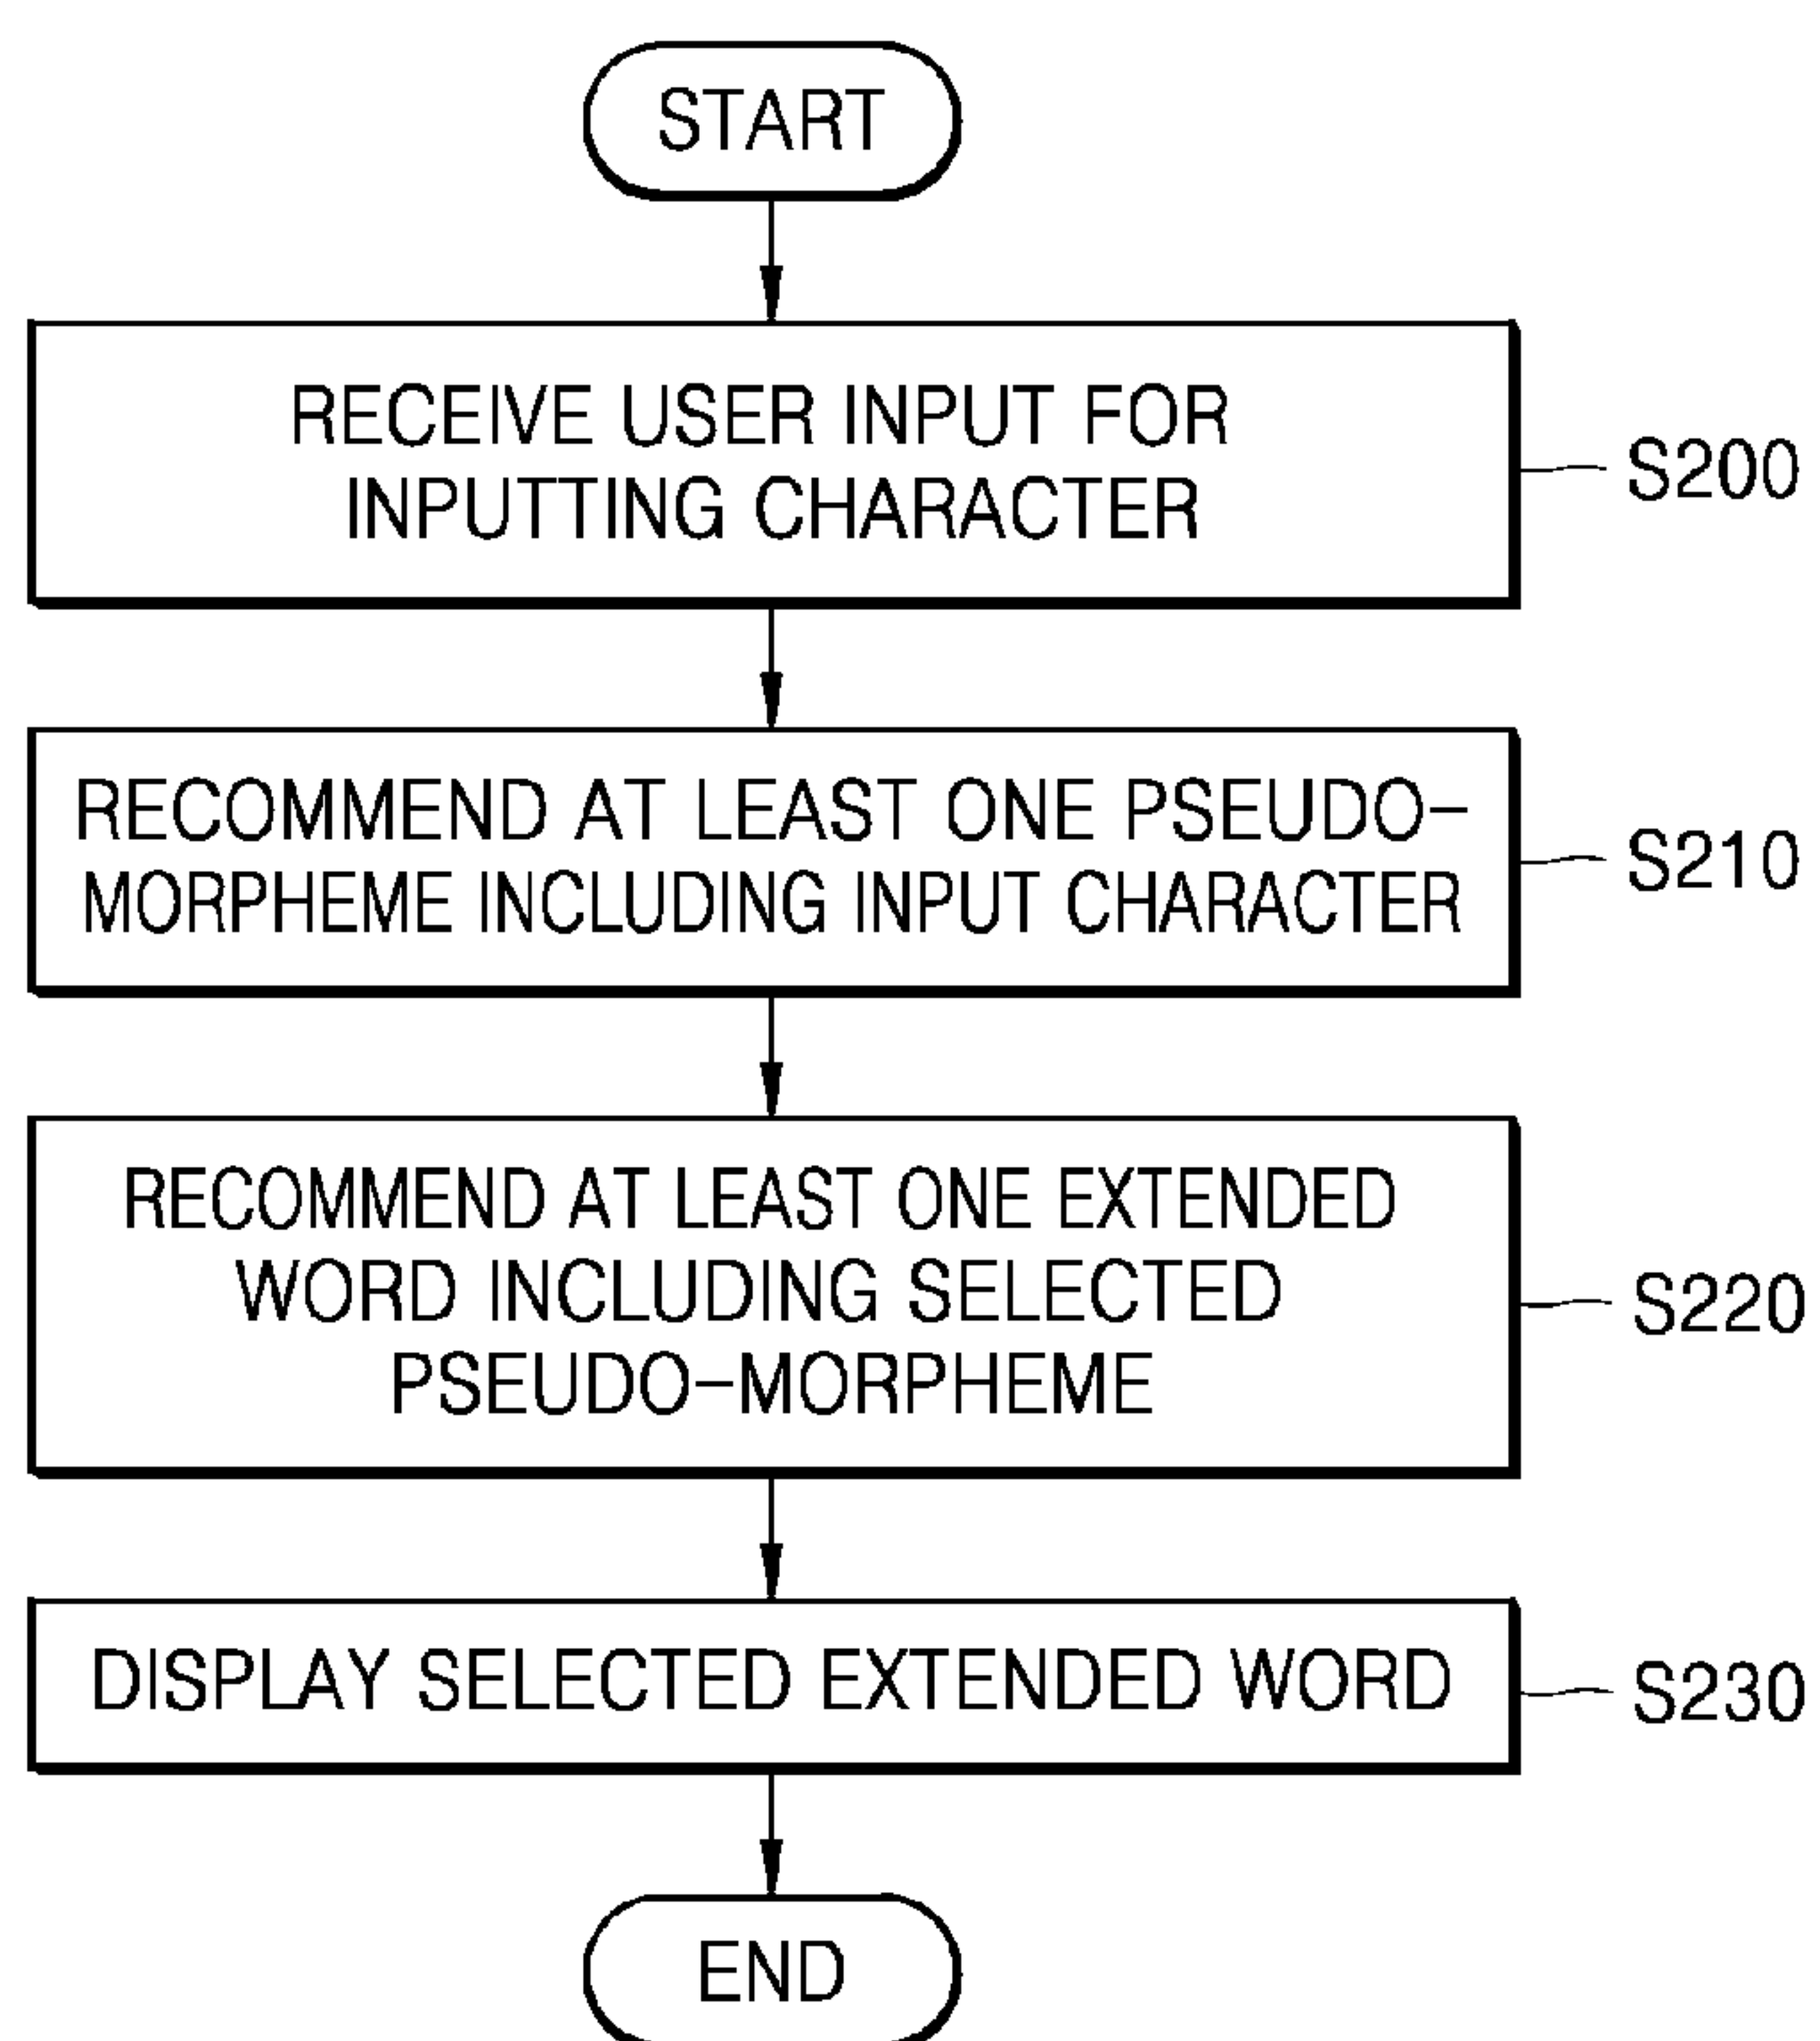 START
RECEIVE USER INPUT FOR
INPUTTING CHARACTER
S200
RECOMMEND AT LEAST ONE PSEUDO-
MORPHEME INCLUDING INPUT CHARACTER
S210
RECOMMEND AT LEAST ONE EXTENDED
WORD INCLUDING SELECTED
PSEUDO-MORPHEME
S220
DISPLAY SELECTED EXTENDED WORD
S230
END